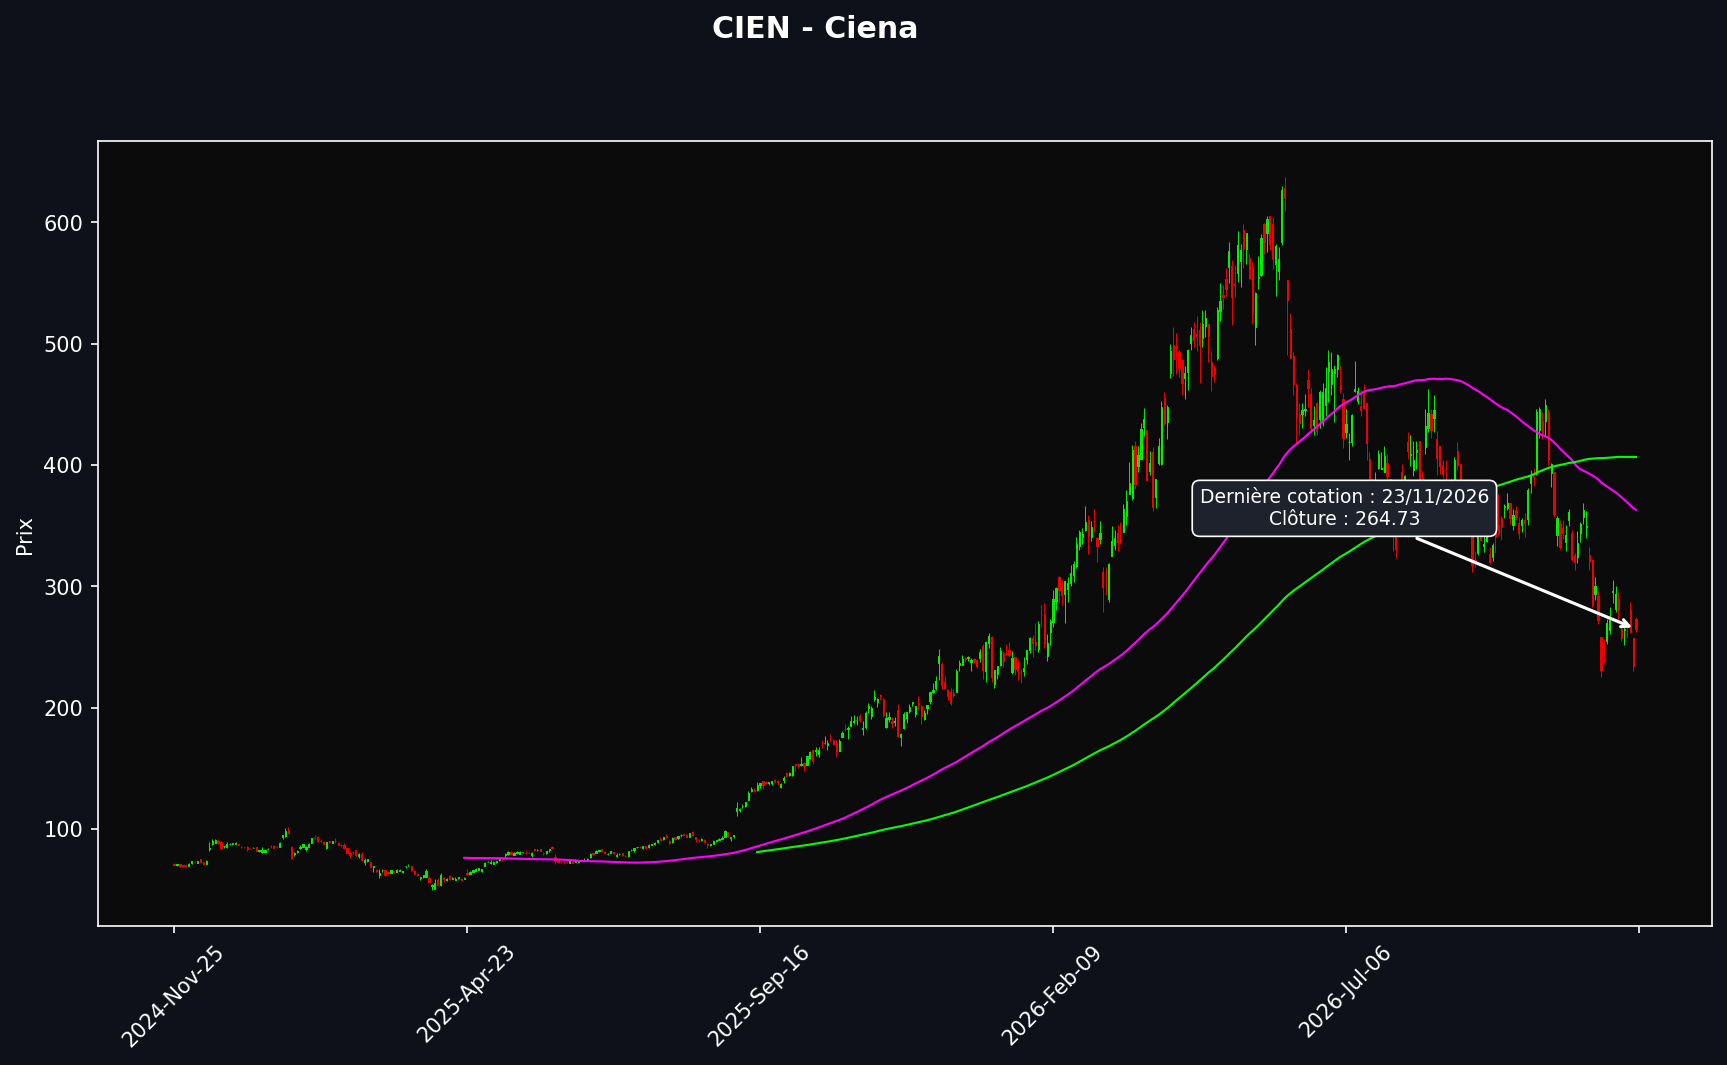 CIEN - Ciena
Prix
600
500
400
300
200
100
Dernière cotation : 23/11/2026
Clôture : 264.73
2024-Nov-25
2025-Apr-23
2025-Sep-16
2026-Feb-09
2026-Jul-06